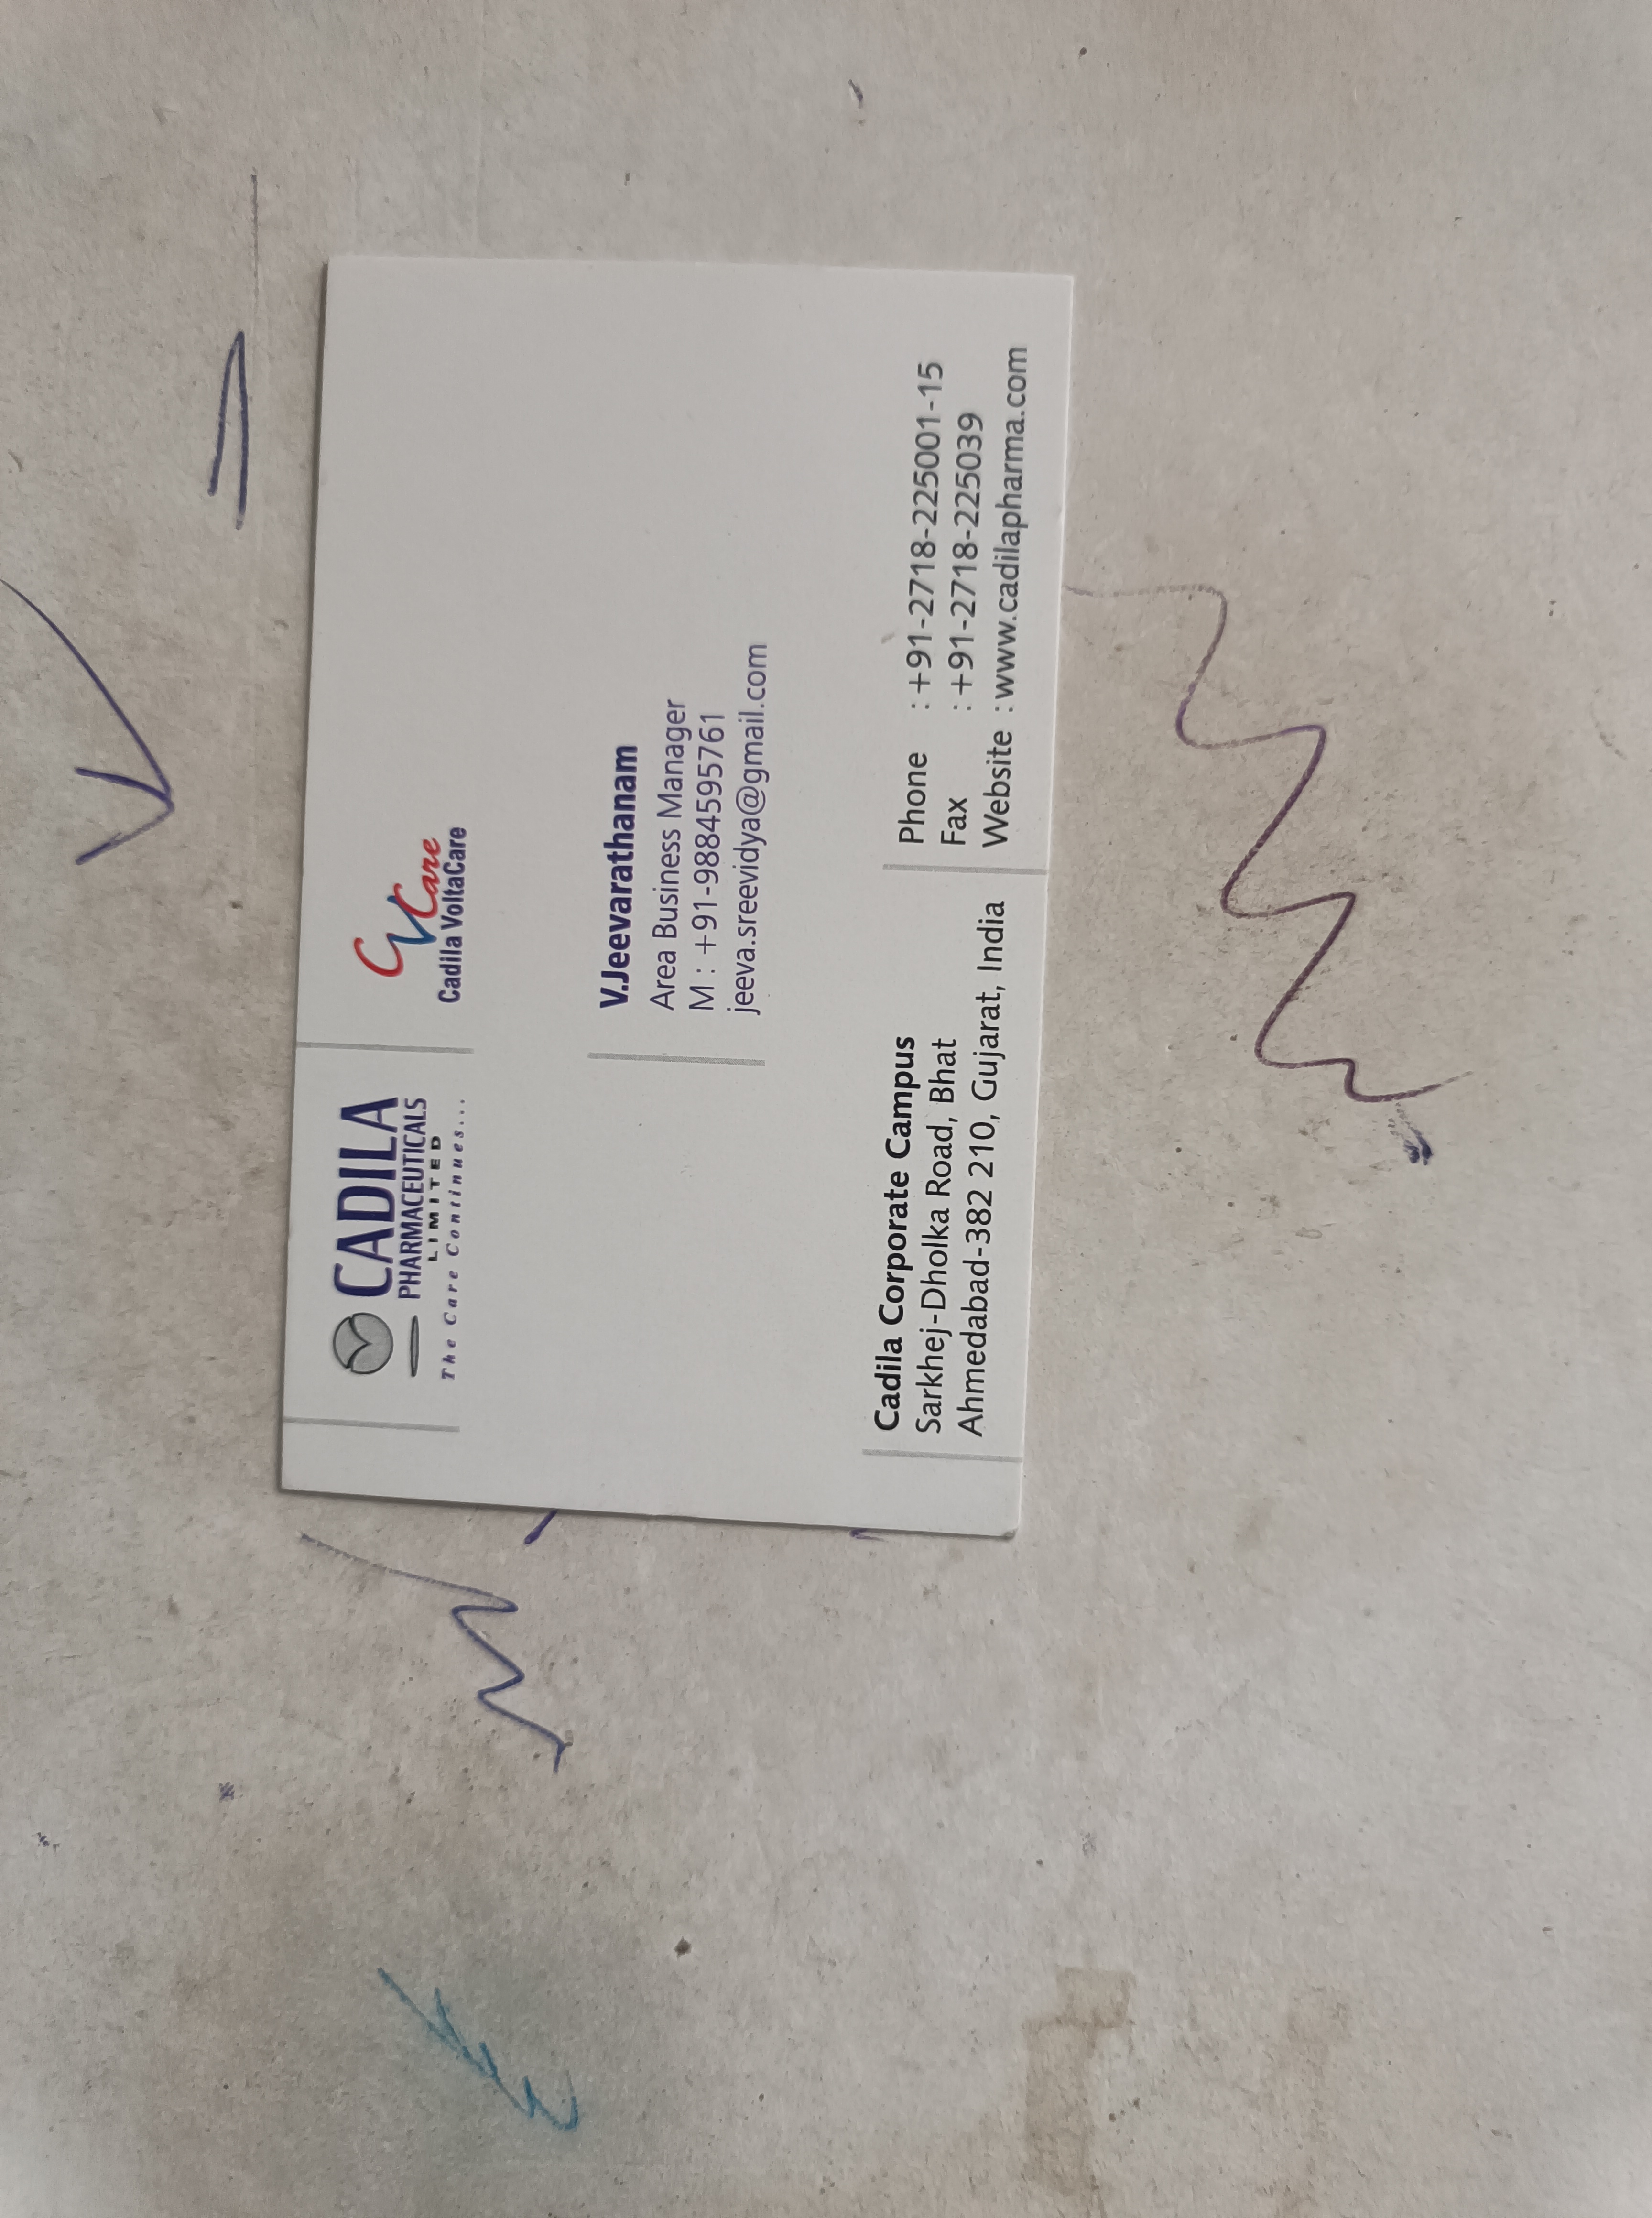 CADILA
PHARMACEUTICALS
LIMITED
The Care Continues...
CVCare
Cadila VoltaCare
V.Jeevarathanam
Area Business Manager
M : +91-9884595761
jeeva.sreevidya@gmail.com
Cadila Corporate Campus
Sarkhej-Dholka Road, Bhat
Ahmedabad-382 210, Gujarat, India
Phone : +91-2718-225001-15
Fax : +91-2718-225039
Website : www.cadilapharma.com